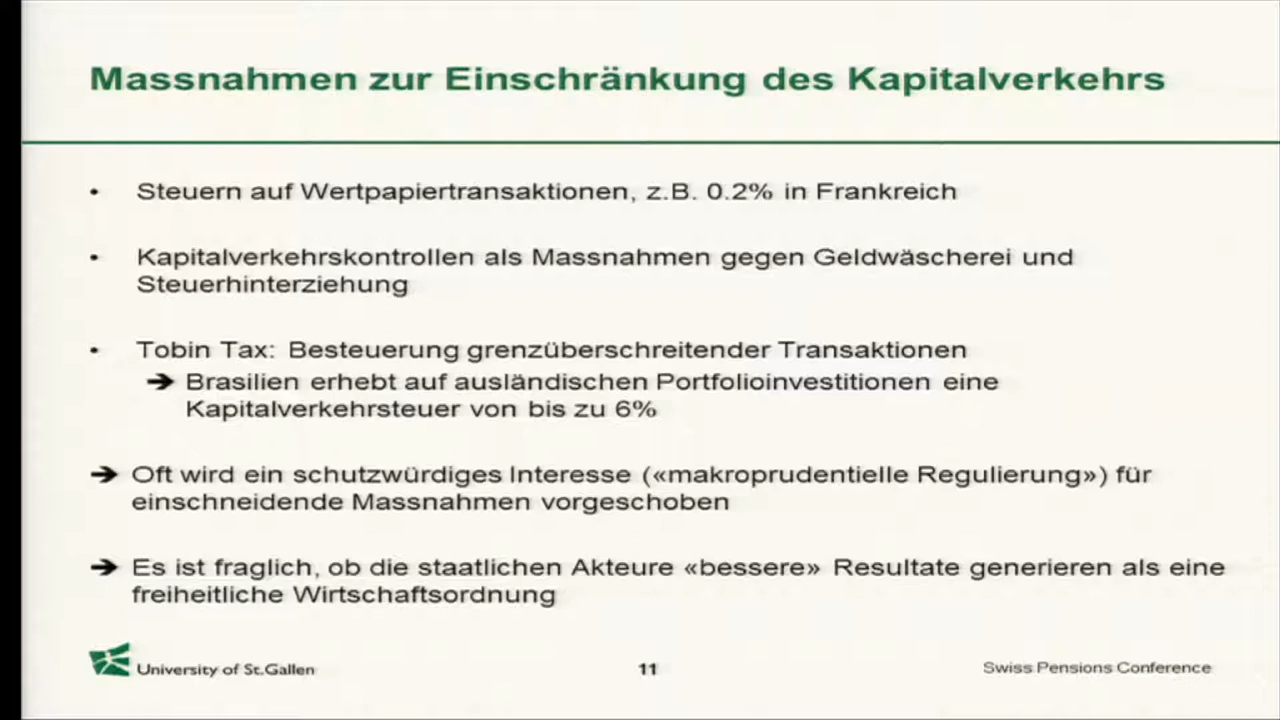 Massnahmen zur Einschränkung des Kapitalverkehrs
• Steuern auf Wertpapiertransaktionen, z.B. 0.2% in Frankreich
• Kapitalverkehrskontrollen als Massnahmen gegen Geldwäscherei und
Steuerhinterziehung
• Tobin Tax: Besteuerung grenzüberschreitender Transaktionen
➔ Brasilien erhebt auf ausländischen Portfolioinvestitionen eine
Kapitalverkehrsteuer von bis zu 6%
➔ Oft wird ein schutzwürdiges Interesse («makroprudentielle Regulierung») für
einschneidende Massnahmen vorgeschoben
➔ Es ist fraglich, ob die staatlichen Akteure «bessere» Resultate generieren als eine
freiheitliche Wirtschaftsordnung
University of St.Gallen
11
Swiss Pensions Conference